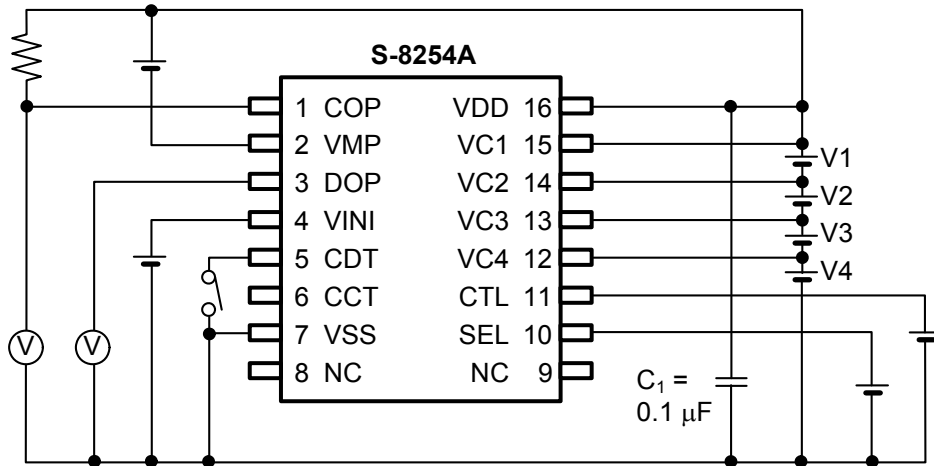 S-8254A
1 COP
2 VMP
3 DOP
4 VINI
5 CDT
6 CCT
7 VSS
8 NC
VDD 16
VC1 15
VC2 14
VC3 13
VC4 12
CTL 11
SEL 10
NC 9
V1
V2
V3
V4
V
V
C₁ =
0.1 μF